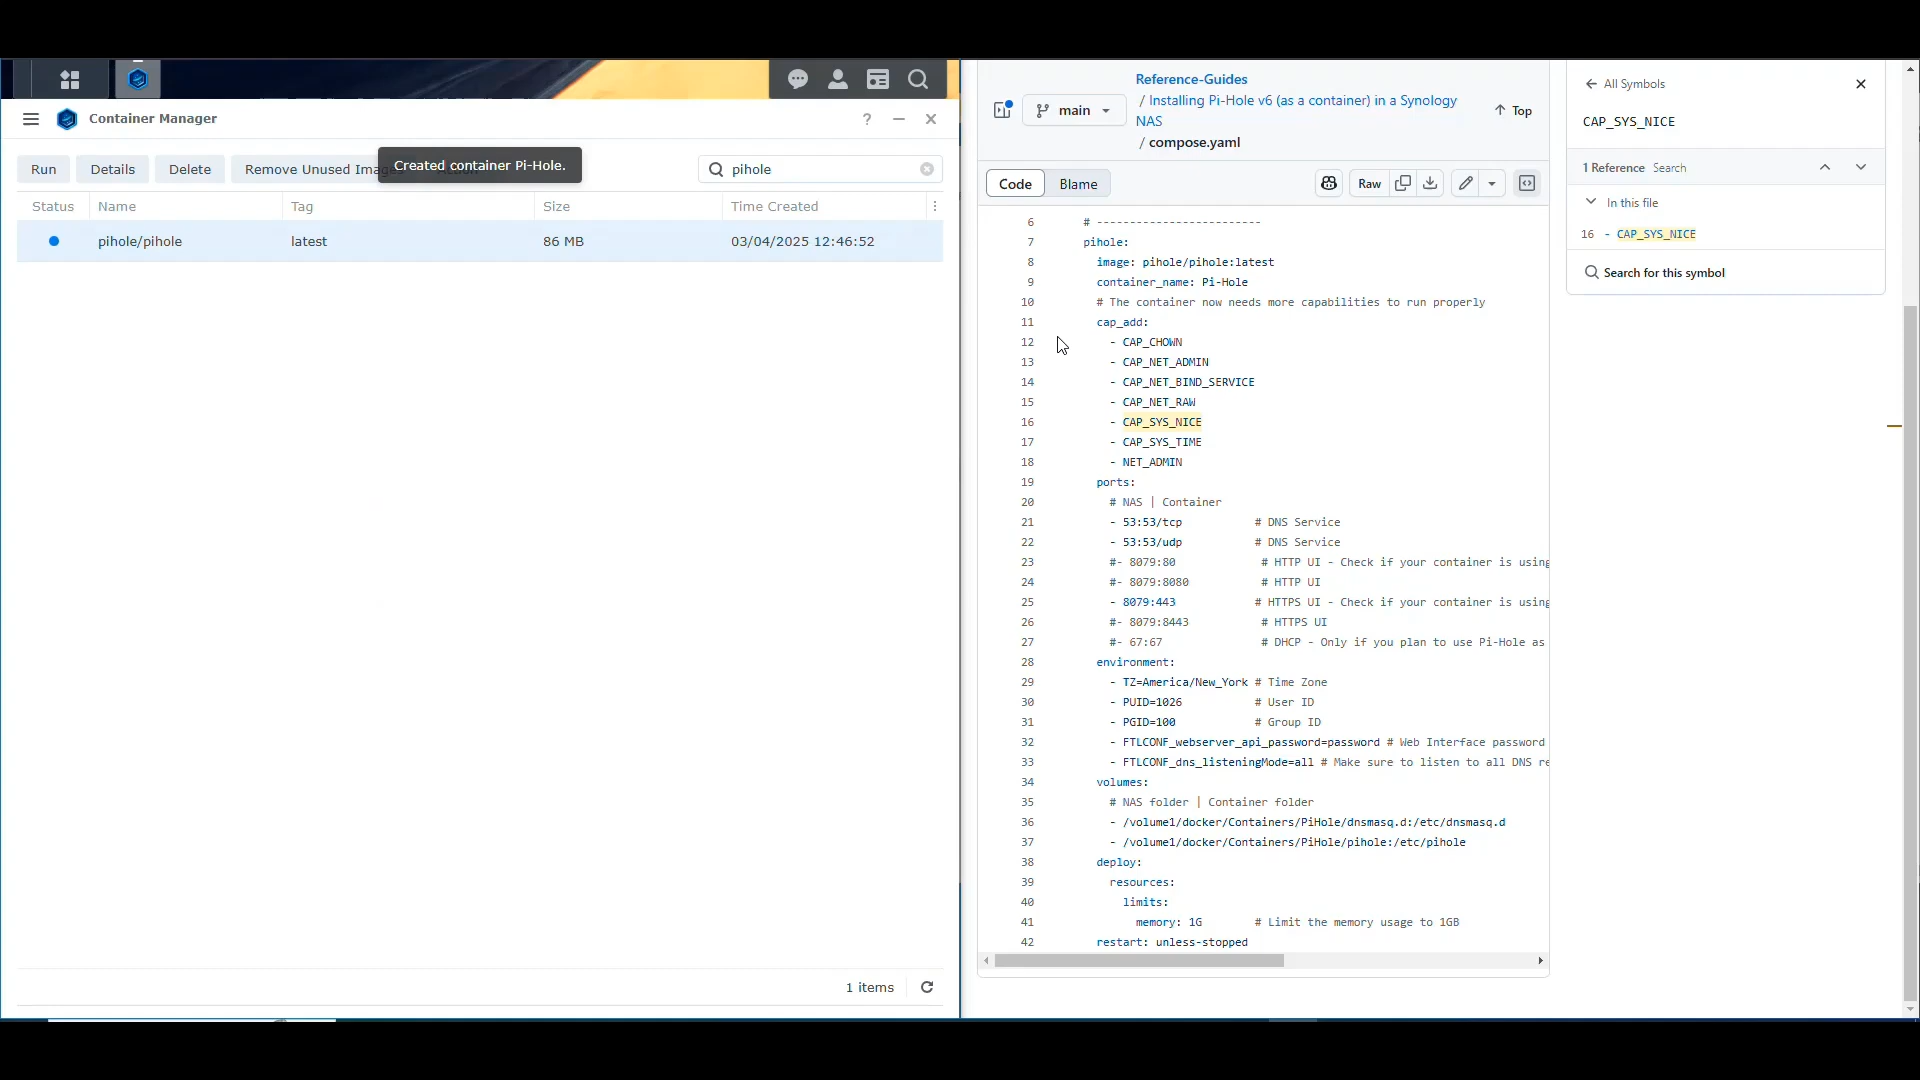 Container Manager
?
Run
Details
Delete
Remove Unused Images
Created container Pi-Hole.
pihole
Status
Name
Tag
Size
Time Created
pihole/pihole
latest
86 MB
03/04/2025 12:46:52
1 items
main
Reference-Guides
/ Installing Pi-Hole v6 (as a container) in a Synology
NAS
/ compose.yaml
Top
Code
Blame
Raw
6 # -------------------------
7 pihole:
8 image: pihole/pihole:latest
9 container_name: Pi-Hole
10 # The container now needs more capabilities to run properly
11 cap_add:
12 - CAP_CHOWN
13 - CAP_NET_ADMIN
14 - CAP_NET_BIND_SERVICE
15 - CAP_NET_RAW
16 - CAP_SYS_NICE
17 - CAP_SYS_TIME
18 - NET_ADMIN
19 ports:
20 # NAS | Container
21 - 53:53/tcp # DNS Service
22 - 53:53/udp # DNS Service
23 #- 8079:80 # HTTP UI - Check if your container is using
24 #- 8079:8080 # HTTP UI
25 - 8079:443 # HTTPS UI - Check if your container is using
26 #- 8079:8443 # HTTPS UI
27 #- 67:67 # DHCP - Only if you plan to use Pi-Hole as
28 environment:
29 - TZ=America/New_York # Time Zone
30 - PUID=1026 # User ID
31 - PGID=100 # Group ID
32 - FTLCONF_webserver_api_password=password # Web Interface password
33 - FTLCONF_dns_listeningMode=all # Make sure to listen to all DNS re
34 volumes:
35 # NAS folder | Container folder
36 - /volume1/docker/Containers/PiHole/dnsmasq.d:/etc/dnsmasq.d
37 - /volume1/docker/Containers/PiHole/pihole:/etc/pihole
38 deploy:
39 resources:
40 limits:
41 memory: 1G # Limit the memory usage to 1GB
42 restart: unless-stopped
All Symbols
CAP_SYS_NICE
1 Reference Search
In this file
16 - CAP_SYS_NICE
Search for this symbol